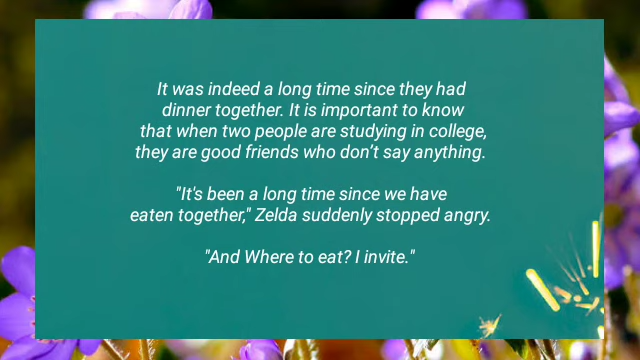 It was indeed a long time since they had
dinner together. It is important to know
that when two people are studying in college,
they are good friends who don’t say anything.
"It's been a long time since we have
eaten together," Zelda suddenly stopped angry.
"And Where to eat? I invite."